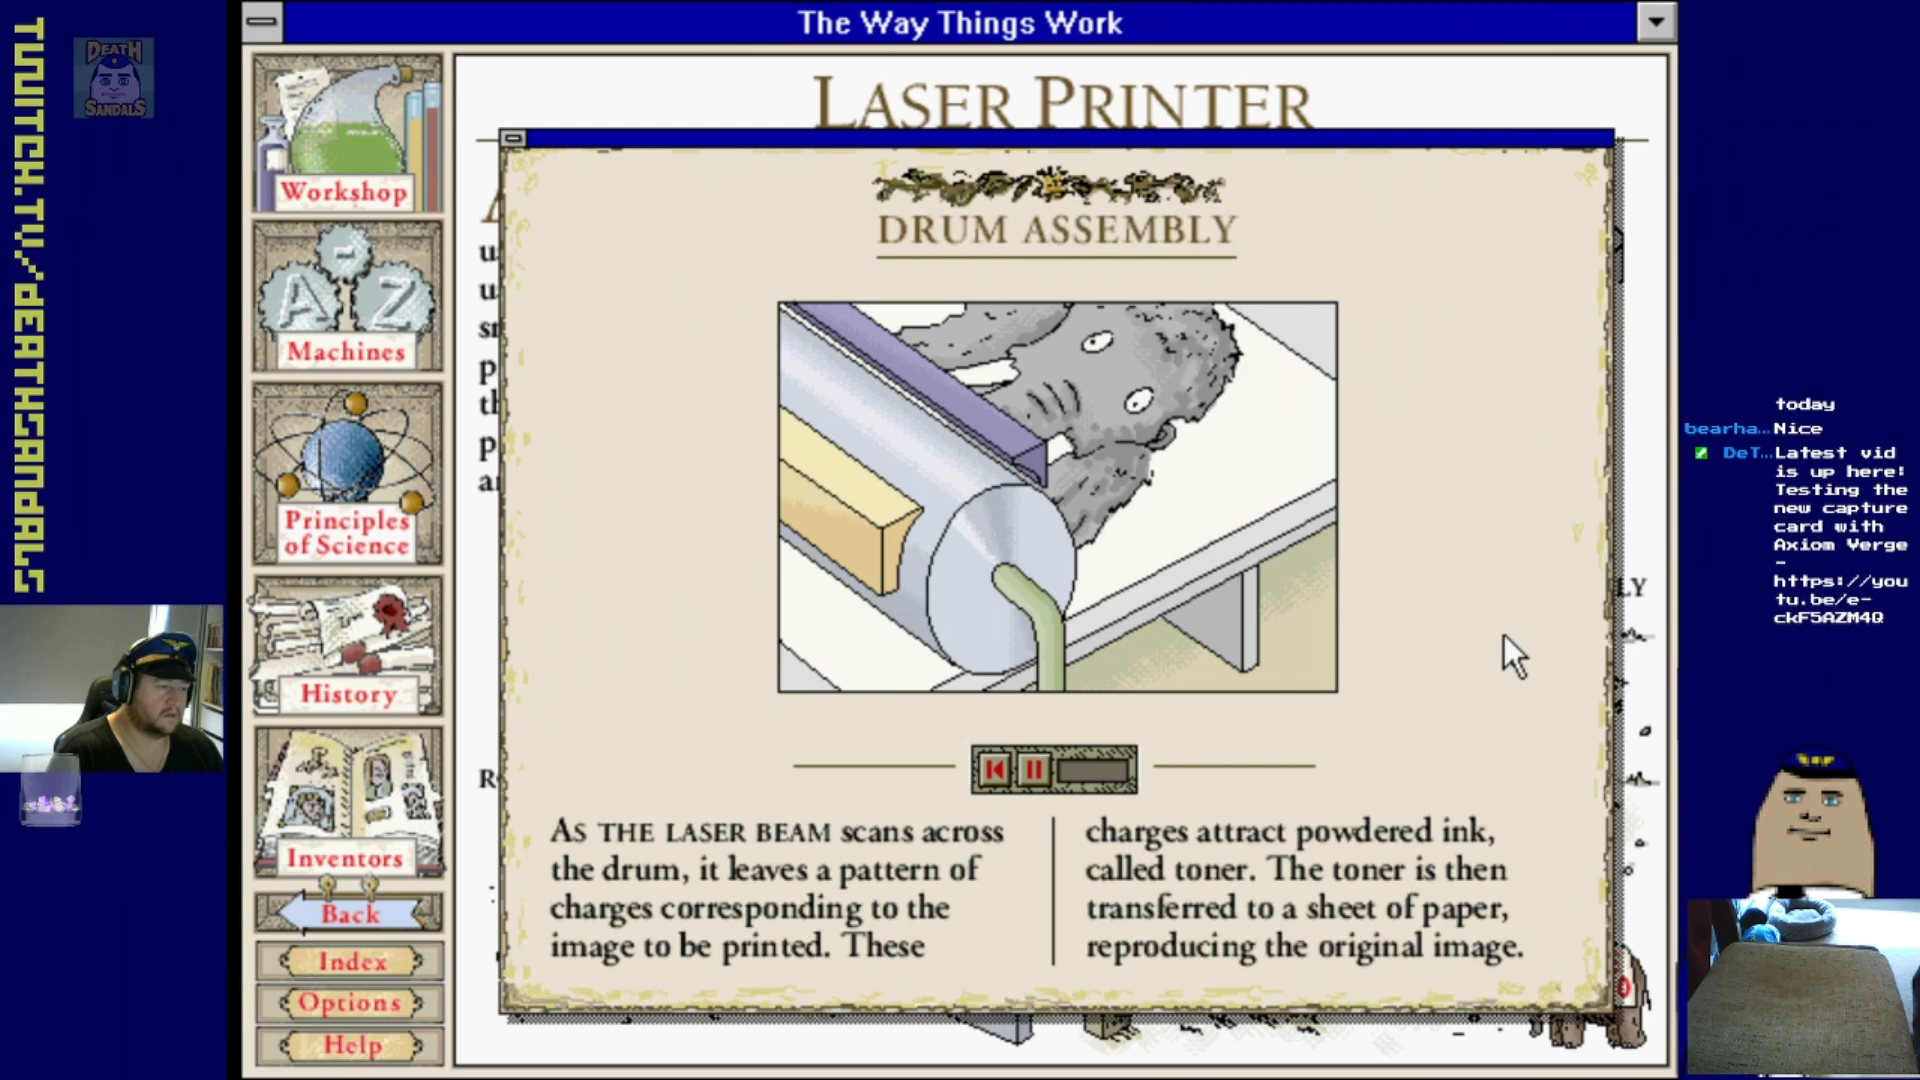 TWITCH.TV/DEATHSANDALS
DEATH
SANDALS
The Way Things Work
Workshop
A-Z
Machines
Principles
of Science
History
Inventors
Back
Index
Options
Help
LASER PRINTER
DRUM ASSEMBLY
AS THE LASER BEAM scans across
the drum, it leaves a pattern of
charges corresponding to the
image to be printed. These
charges attract powdered ink,
called toner. The toner is then
transferred to a sheet of paper,
reproducing the original image.
LY
today
bearha... Nice
DeT... Latest vid
is up here:
Testing the
new capture
card with
Axiom Verge
-
https://you
tu.be/e-
ckF5AZM4Q